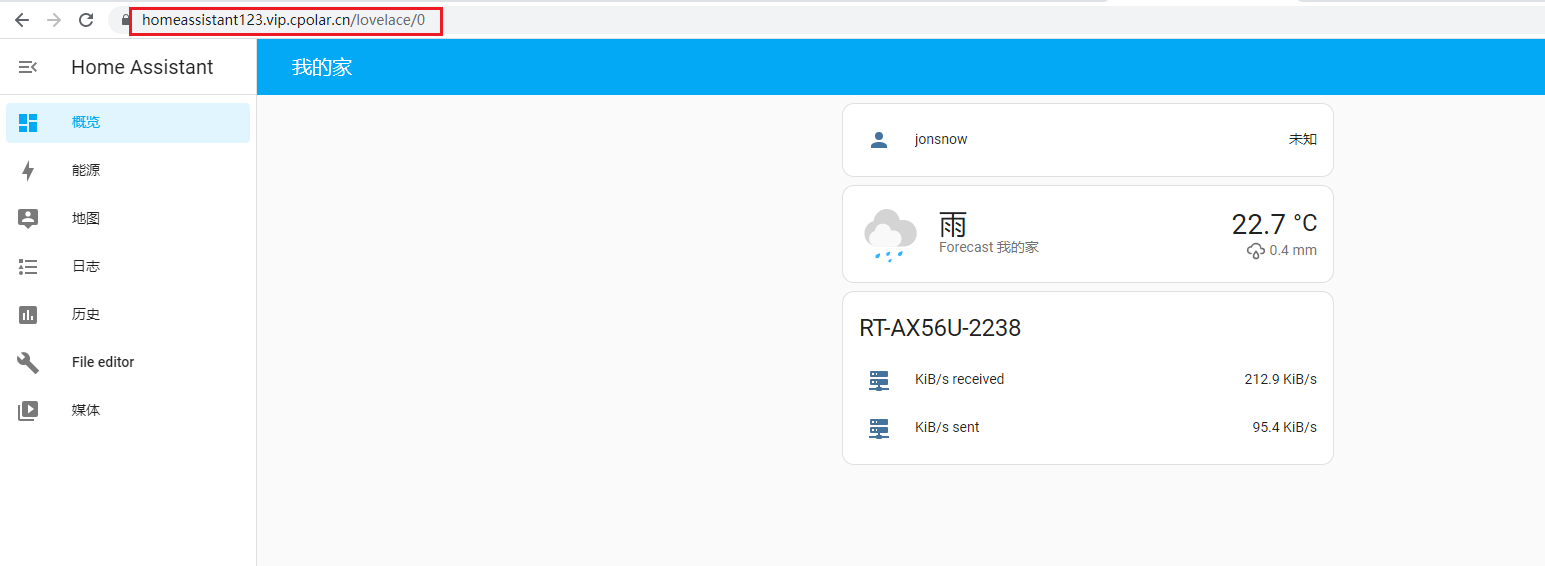 homeassistant123.vip.cpolar.cn/lovelace/0
Home Assistant
我的家
概览
能源
地图
日志
历史
File editor
媒体
jonsnow 未知
雨 22.7 °C
Forecast 我的家 0.4 mm
RT-AX56U-2238
KiB/s received 212.9 KiB/s
KiB/s sent 95.4 KiB/s